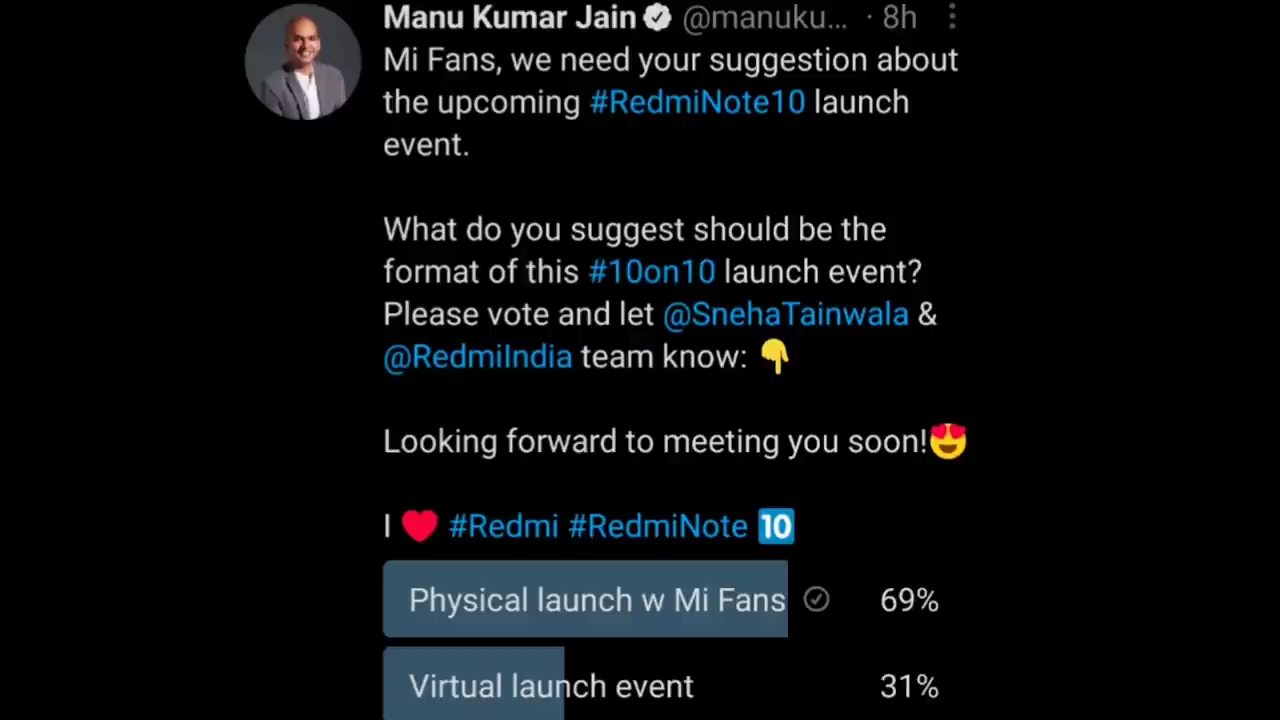 Manu Kumar Jain @manuku... · 8h
Mi Fans, we need your suggestion about
the upcoming #RedmiNote10 launch
event.
What do you suggest should be the
format of this #10on10 launch event?
Please vote and let @SnehaTainwala &
@RedmiIndia team know: 👇
Looking forward to meeting you soon!😍
I ❤️ #Redmi #RedmiNote 🔟
Physical launch w Mi Fans 69%
Virtual launch event 31%